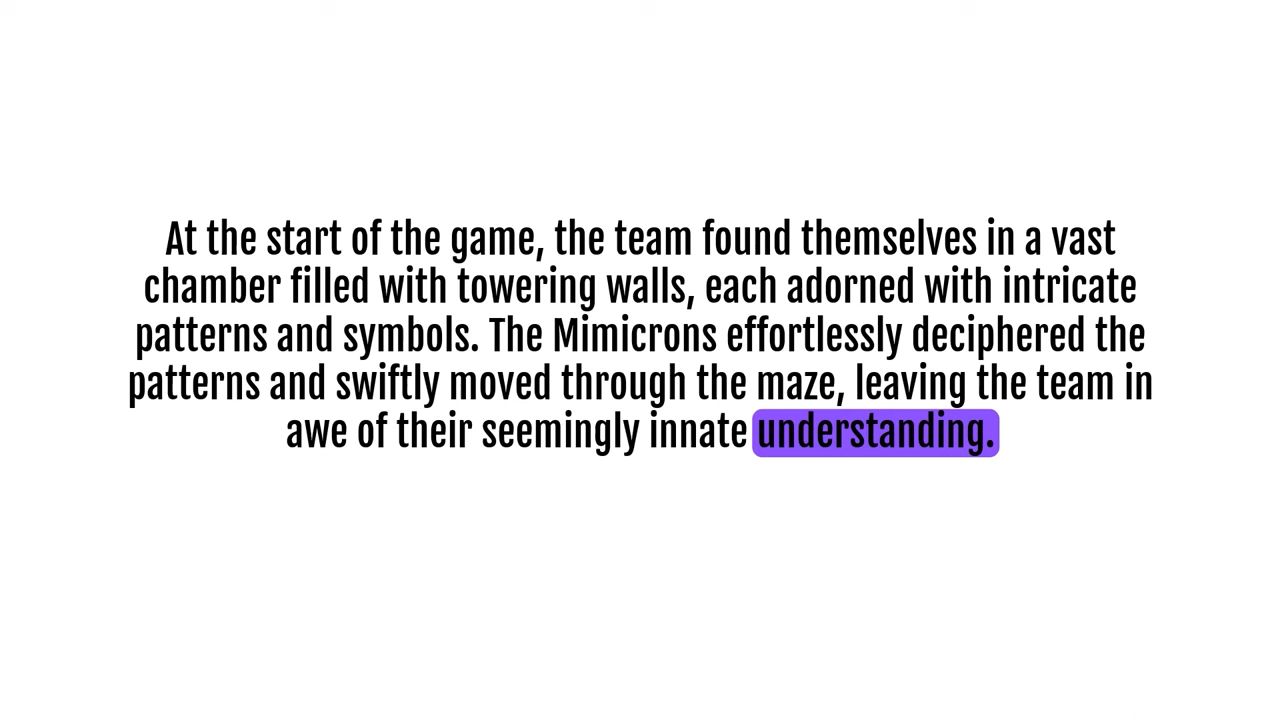 At the start of the game, the team found themselves in a vast
chamber filled with towering walls, each adorned with intricate
patterns and symbols. The Mimicrons effortlessly deciphered the
patterns and swiftly moved through the maze, leaving the team in
awe of their seemingly innate understanding.